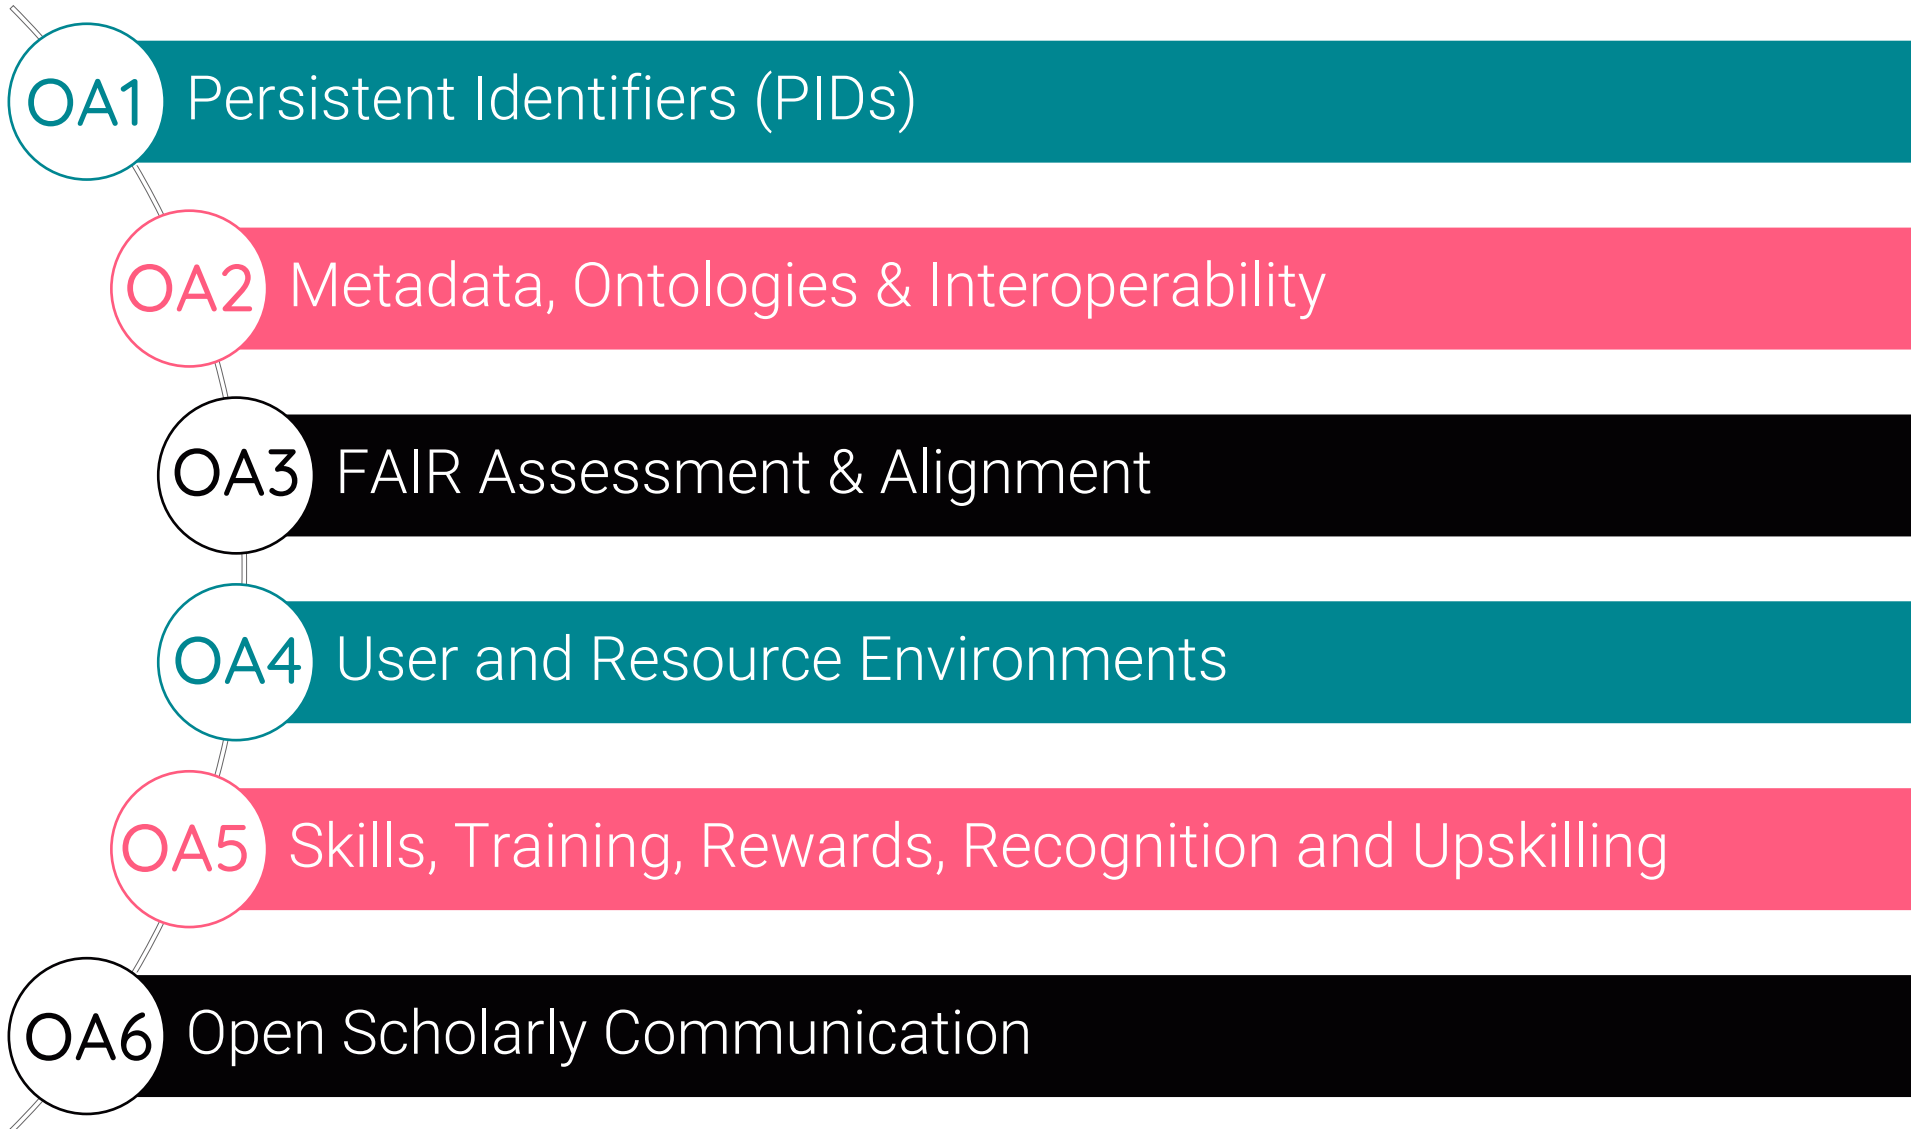 OA1 Persistent Identifiers (PIDs)
OA2 Metadata, Ontologies & Interoperability
OA3 FAIR Assessment & Alignment
OA4 User and Resource Environments
OA5 Skills, Training, Rewards, Recognition and Upskilling
OA6 Open Scholarly Communication